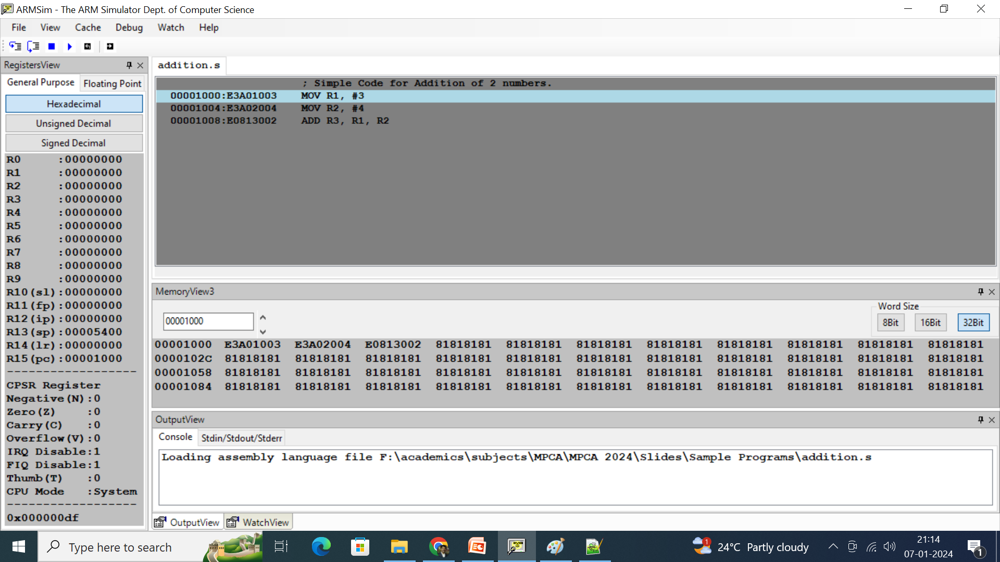 ARMSim - The ARM Simulator Dept. of Computer Science
File View Cache Debug Watch Help
RegistersView
General Purpose Floating Point
Hexadecimal
Unsigned Decimal
Signed Decimal
R0 :00000000
R1 :00000000
R2 :00000000
R3 :00000000
R4 :00000000
R5 :00000000
R6 :00000000
R7 :00000000
R8 :00000000
R9 :00000000
R10(sl):00000000
R11(fp):00000000
R12(ip):00000000
R13(sp):00005400
R14(lr):00000000
R15(pc):00001000
-------------------
CPSR Register
Negative(N):0
Zero(Z) :0
Carry(C) :0
Overflow(V):0
IRQ Disable:1
FIQ Disable:1
Thumb(T) :0
CPU Mode :System
-------------------
0x000000df
addition.s
; Simple Code for Addition of 2 numbers.
00001000:E3A01003 MOV R1, #3
00001004:E3A02004 MOV R2, #4
00001008:E0813002 ADD R3, R1, R2
MemoryView3
00001000
Word Size
8Bit 16Bit 32Bit
00001000 E3A01003 E3A02004 E0813002 81818181 81818181 81818181 81818181 81818181 81818181 81818181 81818181
0000102C 81818181 81818181 81818181 81818181 81818181 81818181 81818181 81818181 81818181 81818181 81818181
00001058 81818181 81818181 81818181 81818181 81818181 81818181 81818181 81818181 81818181 81818181 81818181
00001084 81818181 81818181 81818181 81818181 81818181 81818181 81818181 81818181 81818181 81818181 81818181
OutputView
Console Stdin/Stdout/Stderr
Loading assembly language file F:\academics\subjects\MPCA\MPCA 2024\Slides\Sample Programs\addition.s
OutputView WatchView
Type here to search
1
24°C Partly cloudy
21:14
07-01-2024
1